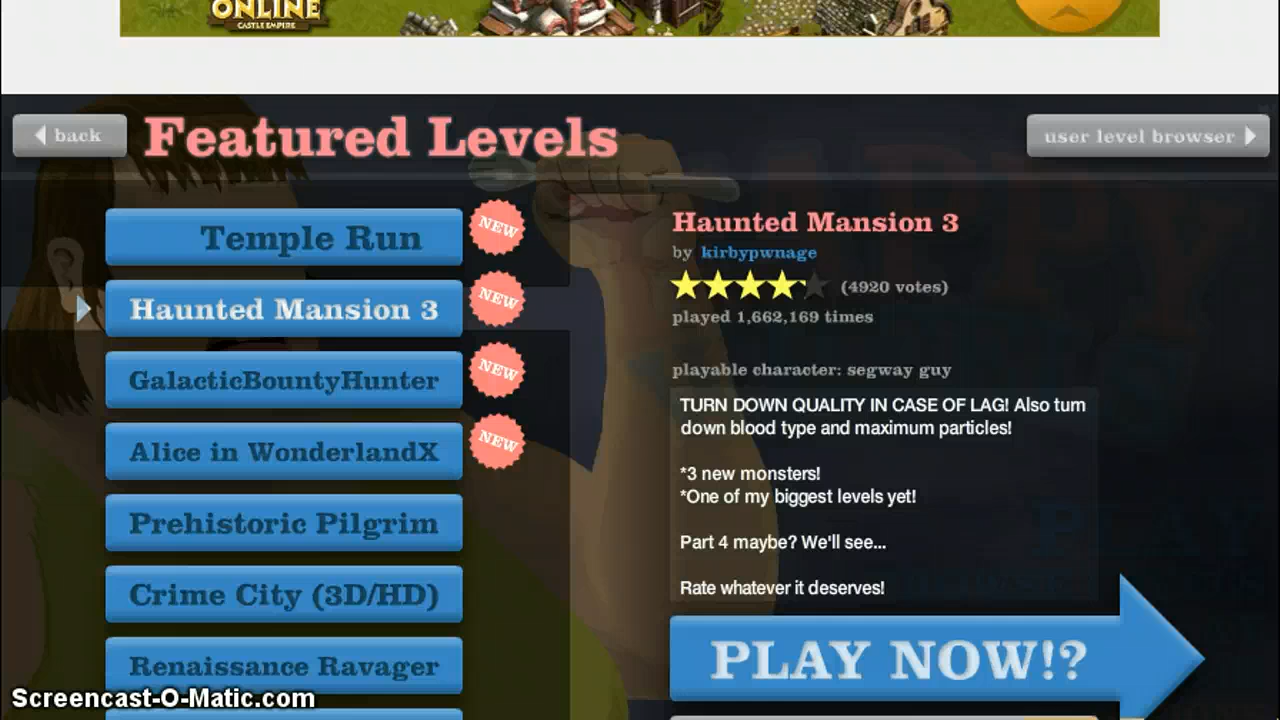 ONLINE
CASTLE EMPIRE
back
Featured Levels
user level browser
Temple Run
NEW
Haunted Mansion 3
NEW
GalacticBountyHunter
NEW
Alice in WonderlandX
NEW
Prehistoric Pilgrim
Crime City (3D/HD)
Renaissance Ravager
Haunted Mansion 3
by kirbypwnage
(4920 votes)
played 1,662,169 times
playable character: segway guy
TURN DOWN QUALITY IN CASE OF LAG! Also turn
down blood type and maximum particles!
*3 new monsters!
*One of my biggest levels yet!
Part 4 maybe? We'll see...
Rate whatever it deserves!
PLAY NOW!?
Screencast-O-Matic.com